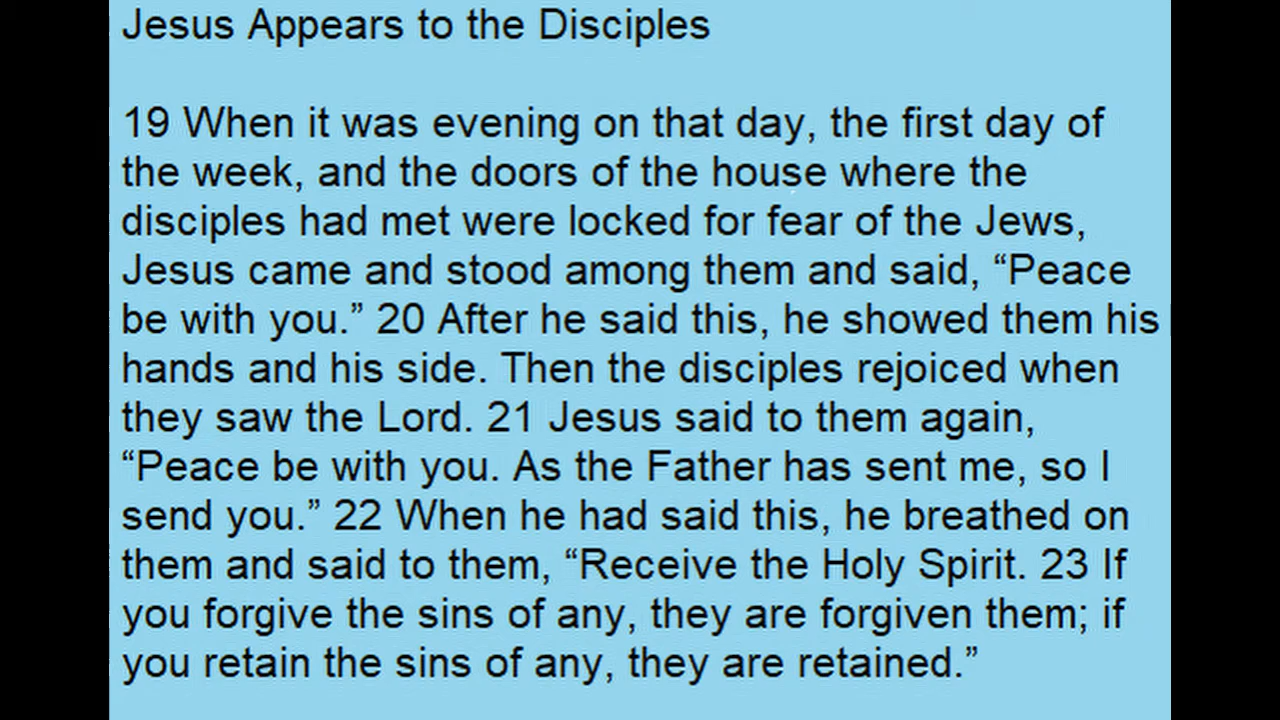 Jesus Appears to the Disciples
19 When it was evening on that day, the first day of
the week, and the doors of the house where the
disciples had met were locked for fear of the Jews,
Jesus came and stood among them and said, “Peace
be with you.” 20 After he said this, he showed them his
hands and his side. Then the disciples rejoiced when
they saw the Lord. 21 Jesus said to them again,
“Peace be with you. As the Father has sent me, so I
send you.” 22 When he had said this, he breathed on
them and said to them, “Receive the Holy Spirit. 23 If
you forgive the sins of any, they are forgiven them; if
you retain the sins of any, they are retained.”